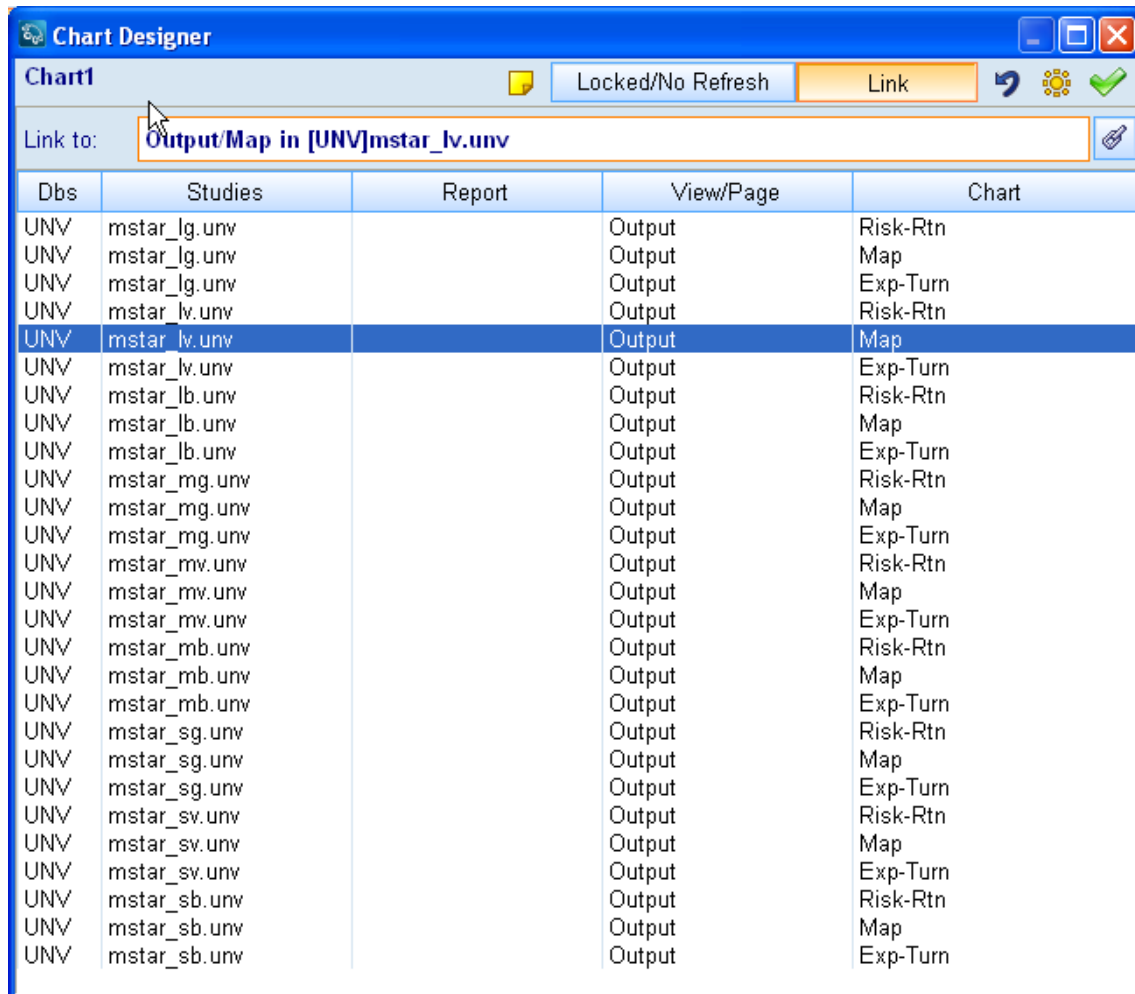 Chart Designer
Chart1 Locked/No Refresh Link
Link to: Output/Map in [UNV]mstar_lv.unv
Dbs Studies Report View/Page Chart
UNV mstar_lg.unv Output Risk-Rtn
UNV mstar_lg.unv Output Map
UNV mstar_lg.unv Output Exp-Turn
UNV mstar_lv.unv Output Risk-Rtn
UNV mstar_lv.unv Output Map
UNV mstar_lv.unv Output Exp-Turn
UNV mstar_lb.unv Output Risk-Rtn
UNV mstar_lb.unv Output Map
UNV mstar_lb.unv Output Exp-Turn
UNV mstar_mg.unv Output Risk-Rtn
UNV mstar_mg.unv Output Map
UNV mstar_mg.unv Output Exp-Turn
UNV mstar_mv.unv Output Risk-Rtn
UNV mstar_mv.unv Output Map
UNV mstar_mv.unv Output Exp-Turn
UNV mstar_mb.unv Output Risk-Rtn
UNV mstar_mb.unv Output Map
UNV mstar_mb.unv Output Exp-Turn
UNV mstar_sg.unv Output Risk-Rtn
UNV mstar_sg.unv Output Map
UNV mstar_sg.unv Output Exp-Turn
UNV mstar_sv.unv Output Risk-Rtn
UNV mstar_sv.unv Output Map
UNV mstar_sv.unv Output Exp-Turn
UNV mstar_sb.unv Output Risk-Rtn
UNV mstar_sb.unv Output Map
UNV mstar_sb.unv Output Exp-Turn